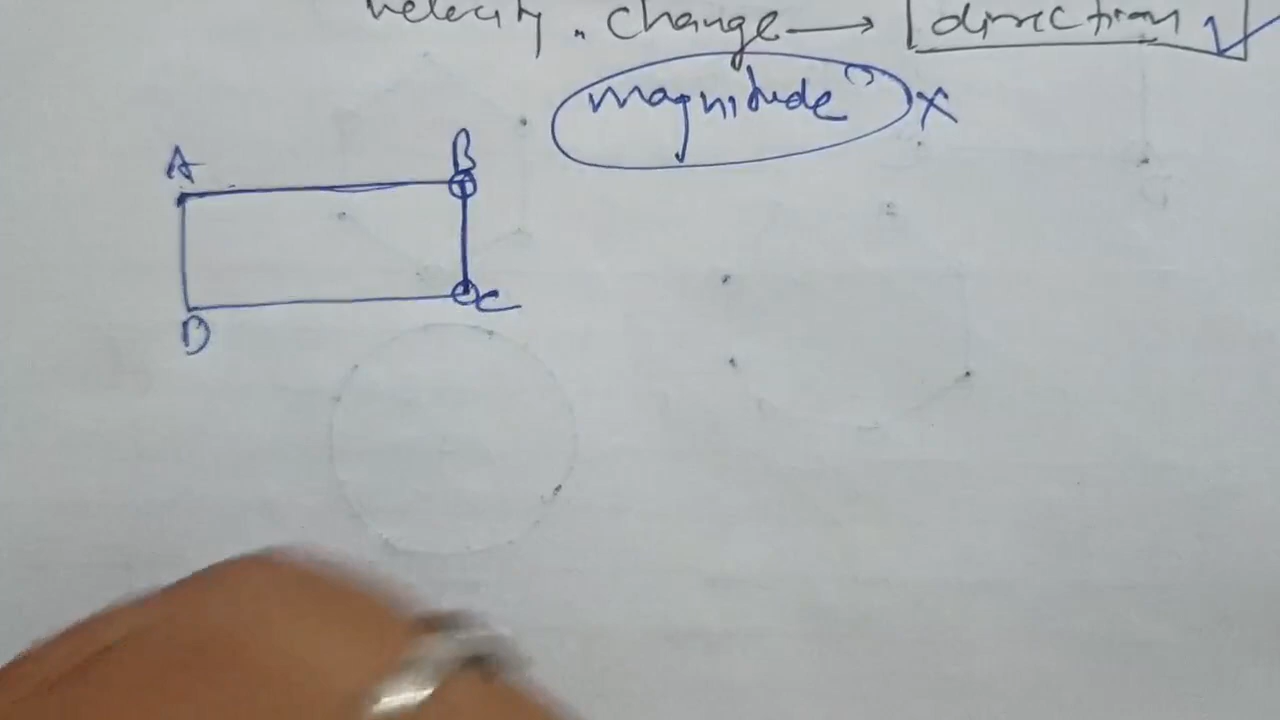 velocity. change → direction ✓
magnitude ✗
A B
D C